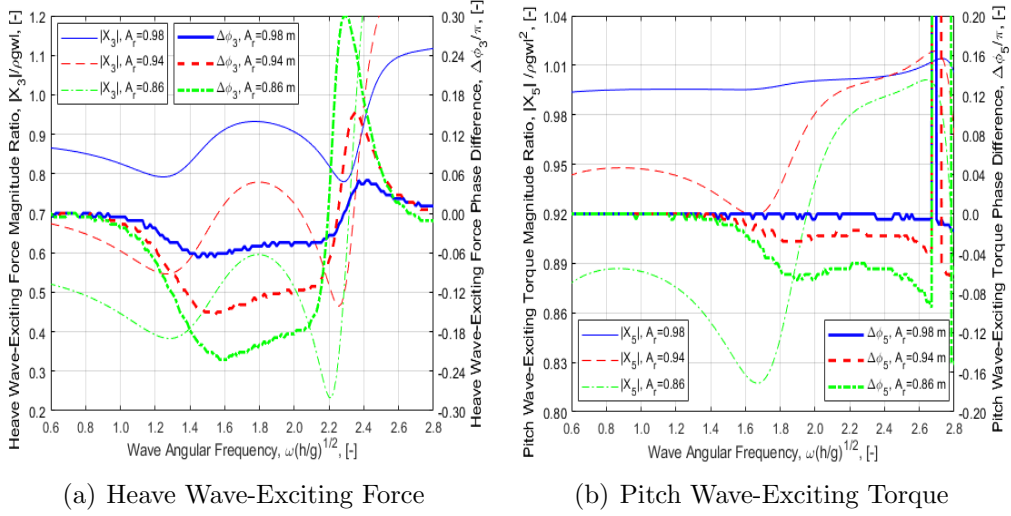 Heave Wave-Exciting Force Magnitude Ratio, |X3|/ρgwl, [-]
1.2
1.1
1.0
0.9
0.8
0.7
0.6
0.5
0.4
0.3
0.2
|X3|, Ar=0.98
|X3|, Ar=0.94
|X3|, Ar=0.86
Δϕ3, Ar=0.98 m
Δϕ3, Ar=0.94 m
Δϕ3, Ar=0.86 m
0.30
0.24
0.18
0.12
0.06
0.00
-0.06
-0.12
-0.18
-0.24
-0.30
Heave Wave-Exciting Force Phase Difference, Δϕ3/π
0.6 0.8 1.0 1.2 1.4 1.6 1.8 2.0 2.2 2.4 2.6 2.8
Wave Angular Frequency, ω(h/g)1/2, [-]
(a) Heave Wave-Exciting Force
Pitch Wave-Exciting Torque Magnitude Ratio, |X5|/ρgwl2, [-]
1.04
1.01
0.98
0.95
0.92
0.89
0.86
0.83
0.80
|X5|, Ar=0.98
|X5|, Ar=0.94
|X5|, Ar=0.86
Δϕ5, Ar=0.98 m
Δϕ5, Ar=0.94 m
Δϕ5, Ar=0.86 m
0.20
0.16
0.12
0.08
0.04
0.00
-0.04
-0.08
-0.12
-0.16
-0.20
Pitch Wave-Exciting Torque Phase Difference, Δϕ5/π
0.6 0.8 1.0 1.2 1.4 1.6 1.8 2.0 2.2 2.4 2.6 2.8
Wave Angular Frequency, ω(h/g)1/2, [-]
(b) Pitch Wave-Exciting Torque